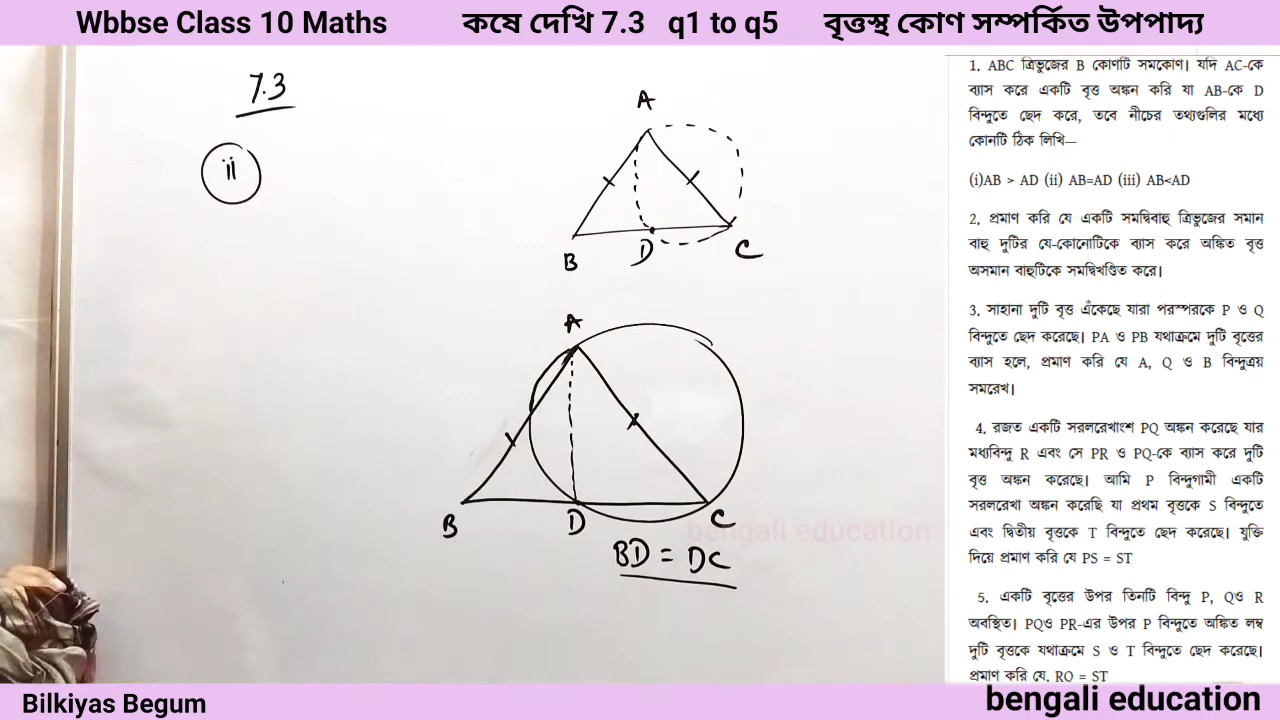 Wbbse Class 10 Maths কষে দেখি 7.3 q1 to q5 বৃত্তস্থ কোণ সম্পর্কিত উপপাদ্য
7.3
ii
A
B D C
A
B D C
bengali education
BD = DC
1. ABC ত্রিভুজের B কোণটি সমকোণ। যদি AC-কে
ব্যাস করে একটি বৃত্ত অঙ্কন করি যা AB-কে D
বিন্দুতে ছেদ করে, তবে নীচের তথ্যগুলির মধ্যে
কোনটি ঠিক লিখি—
(i)AB > AD (ii) AB=AD (iii) AB<AD
2. প্রমাণ করি যে একটি সমদ্বিবাহু ত্রিভুজের সমান
বাহু দুটির যে-কোনোটিকে ব্যাস করে অঙ্কিত বৃত্ত
অসমান বাহুটিকে সমদ্বিখণ্ডিত করে।
3. সাহানা দুটি বৃত্ত এঁকেছে যারা পরস্পরকে P ও Q
বিন্দুতে ছেদ করেছে। PA ও PB যথাক্রমে দুটি বৃত্তের
ব্যাস হলে, প্রমাণ করি যে A, Q ও B বিন্দুত্রয়
সমরেখ।
4. রজত একটি সরলরেখাংশ PQ অঙ্কন করেছে যার
মধ্যবিন্দু R এবং সে PR ও PQ-কে ব্যাস করে দুটি
বৃত্ত অঙ্কন করেছে। আমি P বিন্দুগামী একটি
সরলরেখা অঙ্কন করেছি যা প্রথম বৃত্তকে S বিন্দুতে
এবং দ্বিতীয় বৃত্তকে T বিন্দুতে ছেদ করেছে। যুক্তি
দিয়ে প্রমাণ করি যে PS = ST
5. একটি বৃত্তের উপর তিনটি বিন্দু P, Qও R
অবস্থিত। PQও PR-এর উপর P বিন্দুতে অঙ্কিত লম্ব
দুটি বৃত্তকে যথাক্রমে S ও T বিন্দুতে ছেদ করেছে।
প্রমাণ করি যে, RQ = ST
Bilkiyas Begum bengali education